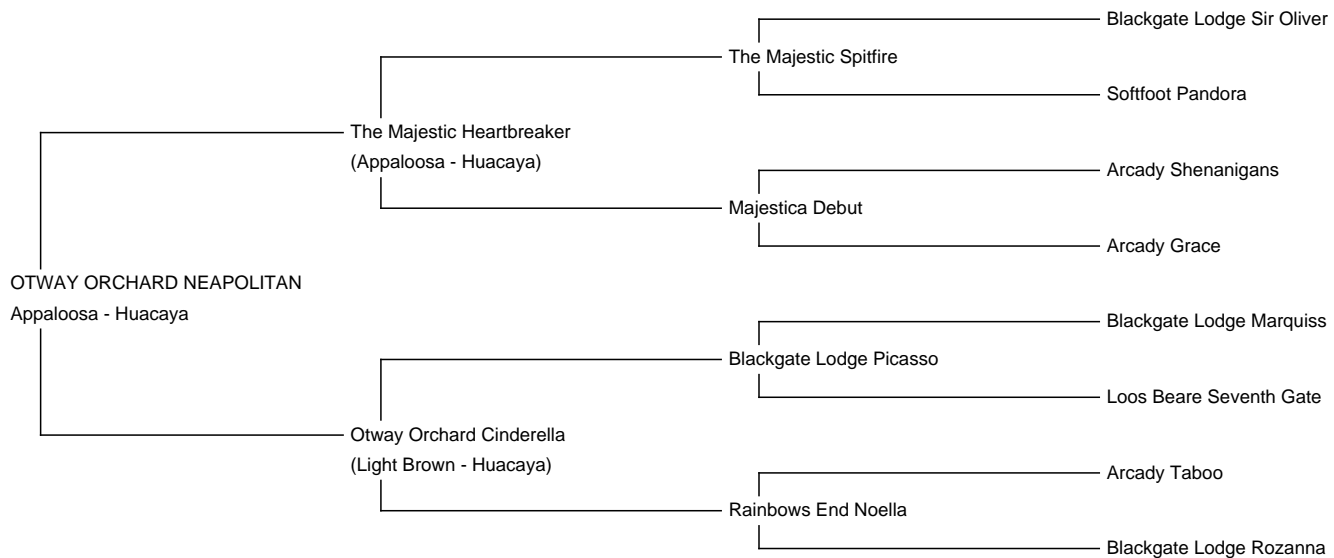 Blackgate Lodge Sir Oliver
The Majestic Spitfire
Softfoot Pandora
The Majestic Heartbreaker
(Appaloosa - Huacaya)
Arcady Shenanigans
Majestica Debut
Arcady Grace
OTWAY ORCHARD NEAPOLITAN
Appaloosa - Huacaya
Blackgate Lodge Marquiss
Blackgate Lodge Picasso
Loos Beare Seventh Gate
Otway Orchard Cinderella
(Light Brown - Huacaya)
Arcady Taboo
Rainbows End Noella
Blackgate Lodge Rozanna